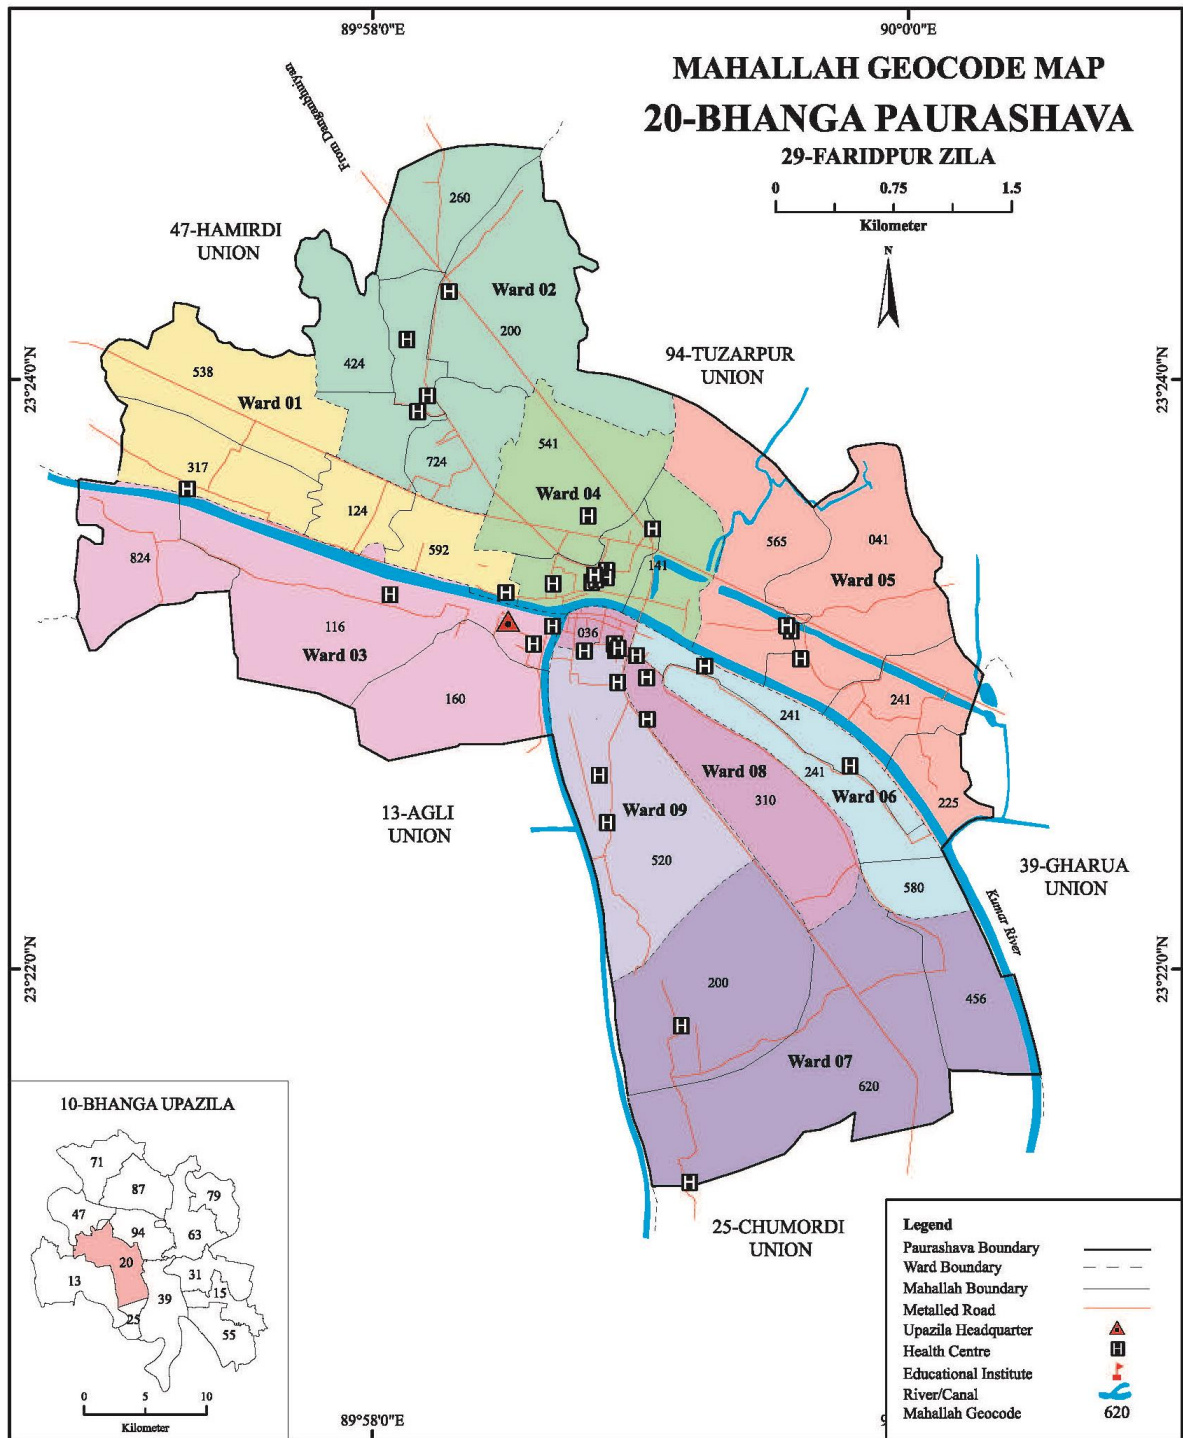 89°58'0"E
90°0'0"E
MAHALLAH GEOCODE MAP
20-BHANGA PAURASHAVA
29-FARIDPUR ZILA
0 0.75 1.5
Kilometer
N
From Danganbhuiyan
47-HAMIRDI
UNION
260
Ward 02
200
424
724
94-TUZARPUR
UNION
23°24'0"N
23°24'0"N
538
Ward 01
317
124
592
541
Ward 04
141
565
041
Ward 05
824
116
Ward 03
160
036
241
241
241
225
Ward 06
Ward 08
310
Ward 09
520
580
13-AGLI
UNION
39-GHARUA
UNION
Kumar River
23°22'0"N
23°22'0"N
200
456
Ward 07
620
25-CHUMORDI
UNION
10-BHANGA UPAZILA
71
87
79
47
94
63
20
13
31
39
15
25
55
0 5 10
Kilometer
Legend
Paurashava Boundary
Ward Boundary
Mahallah Boundary
Metalled Road
Upazila Headquarter
Health Centre
H
Educational Institute
River/Canal
Mahallah Geocode 620
89°58'0"E